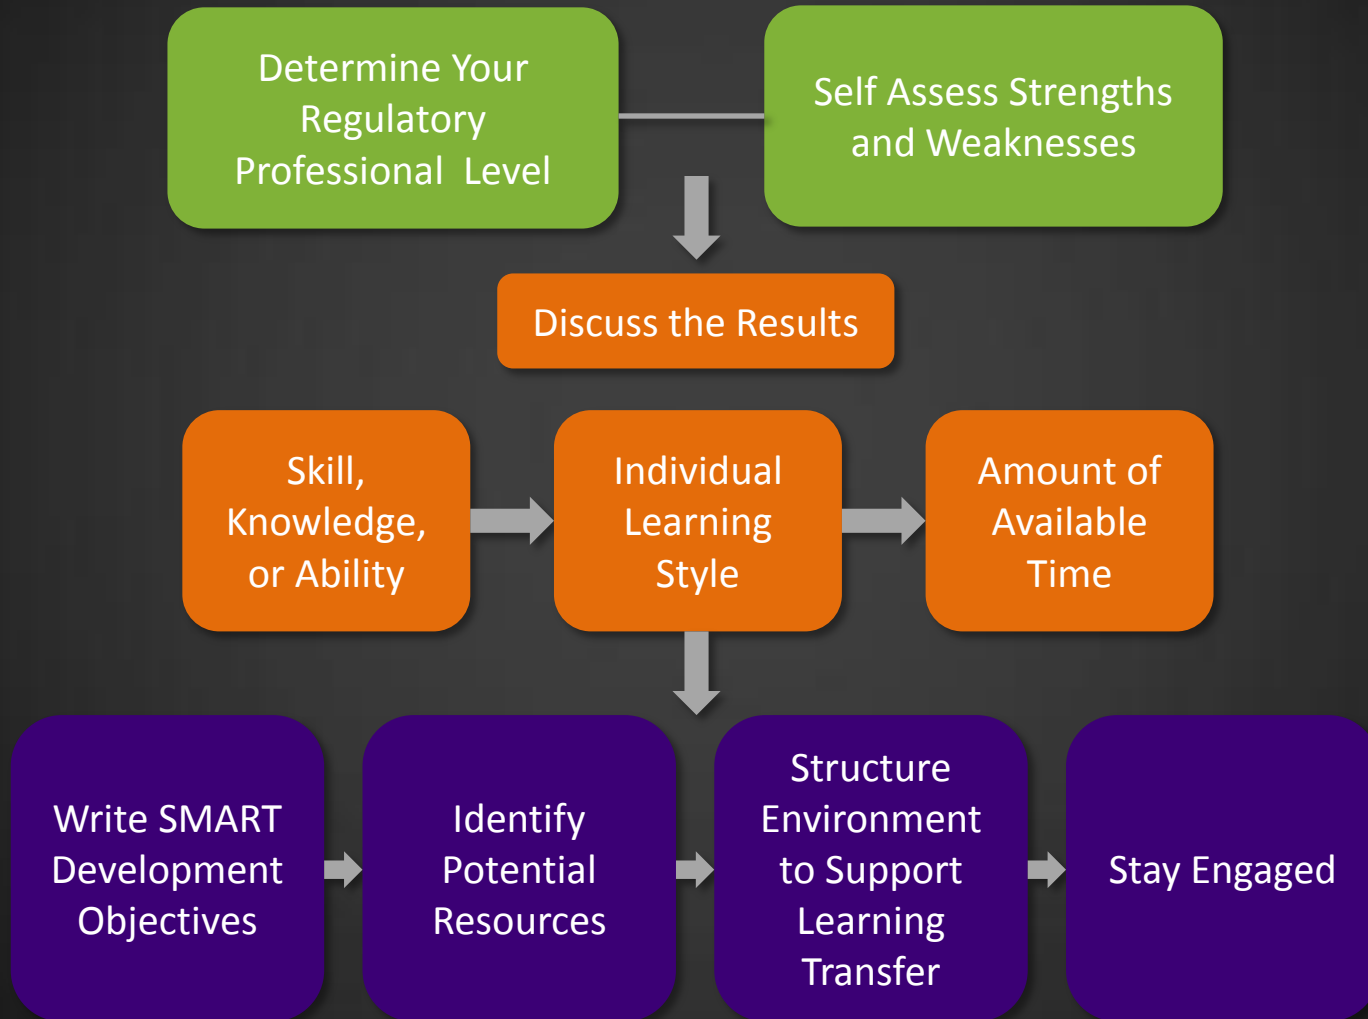 Determine Your
Regulatory
Professional  Level
Self Assess Strengths
and Weaknesses
Discuss the Results
Skill,
Knowledge,
or Ability
Individual
Learning
Style
Amount of
Available
Time
Write SMART
Development
Objectives
Identify
Potential
Resources
Structure
Environment
to Support
Learning
Transfer
Stay Engaged